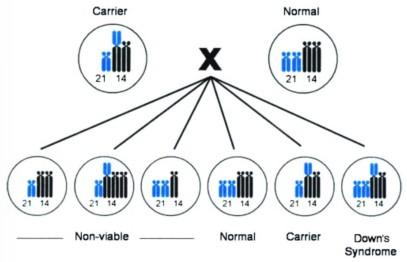 Carrier
Normal
21 14
21 14
X
21 14
21 14
21 14
21 14
21 14
21 14
Non-viable
Normal
Carrier
Down's
Syndrome